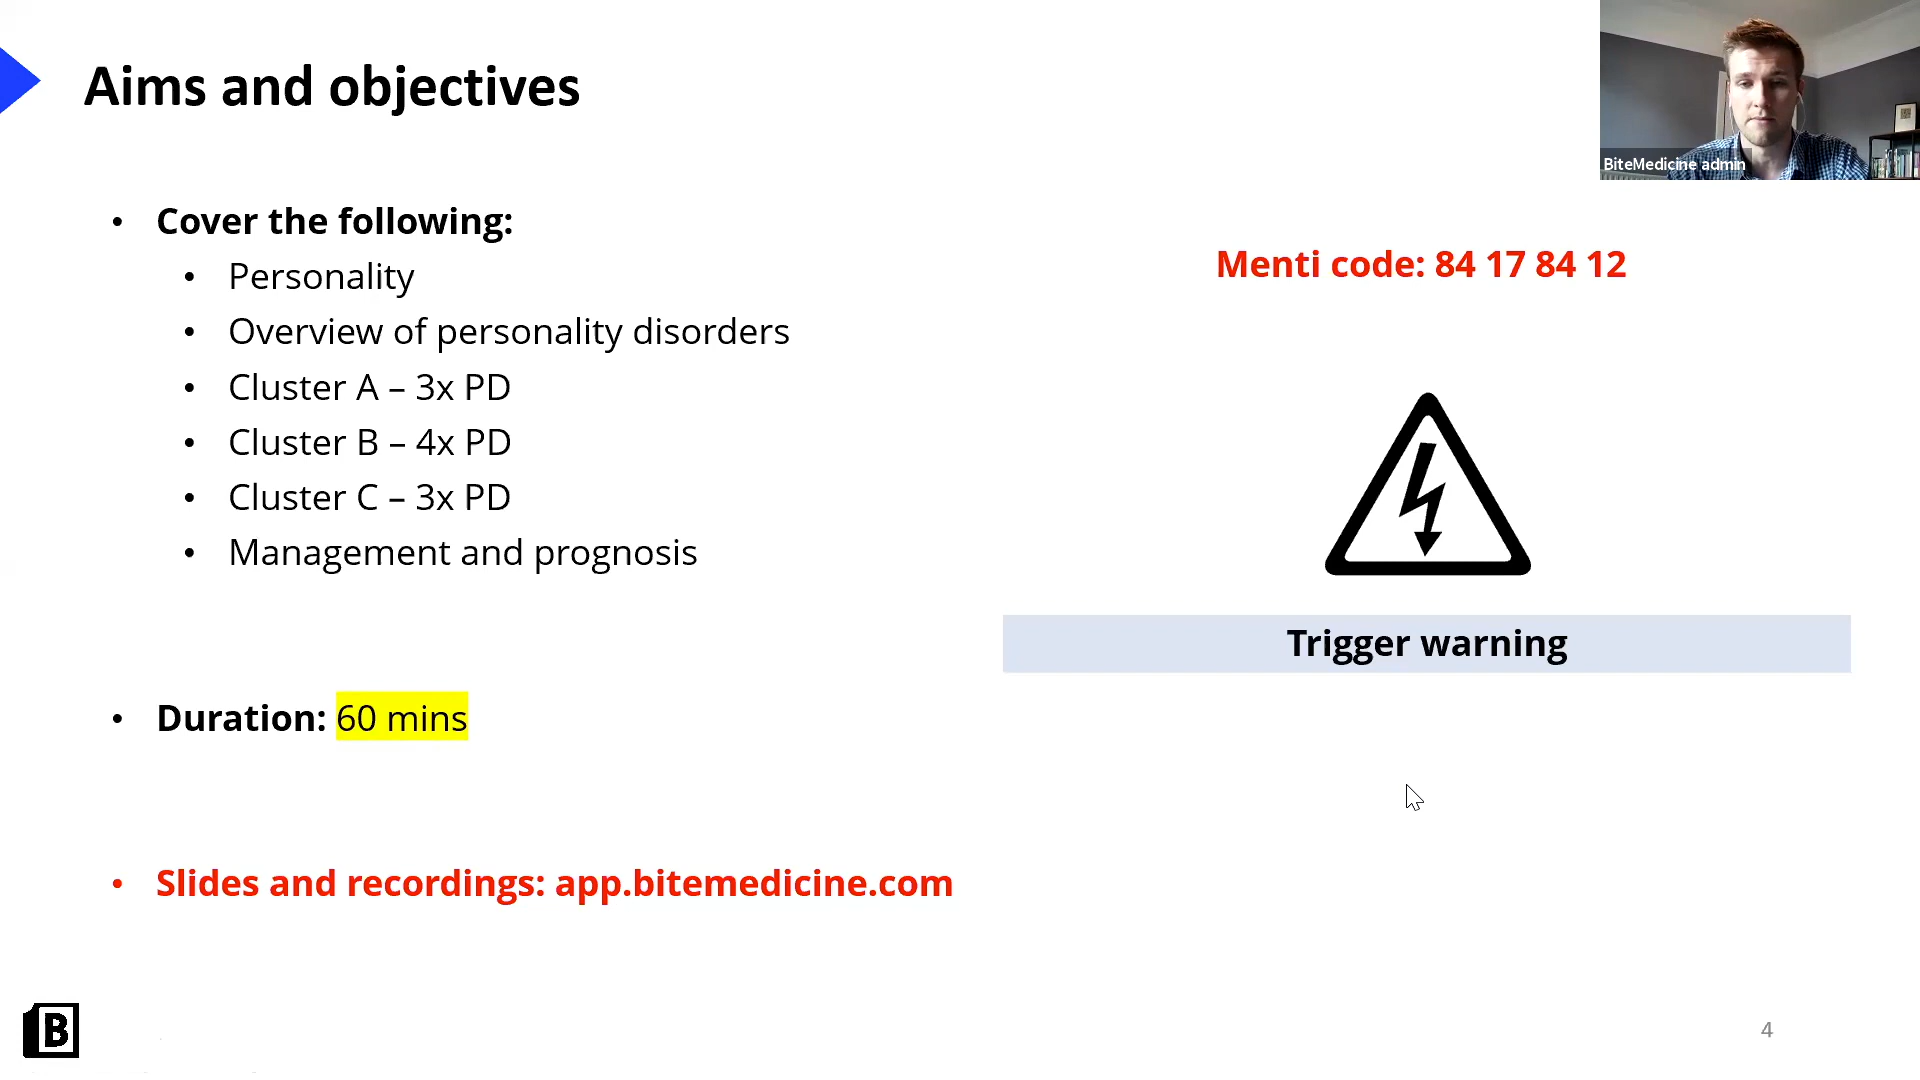 Aims and objectives
BiteMedicine admin
• Cover the following:
• Personality
• Overview of personality disorders
• Cluster A – 3x PD
• Cluster B – 4x PD
• Cluster C – 3x PD
• Management and prognosis
Menti code: 84 17 84 12
Trigger warning
• Duration: 60 mins
• Slides and recordings: app.bitemedicine.com
B
4